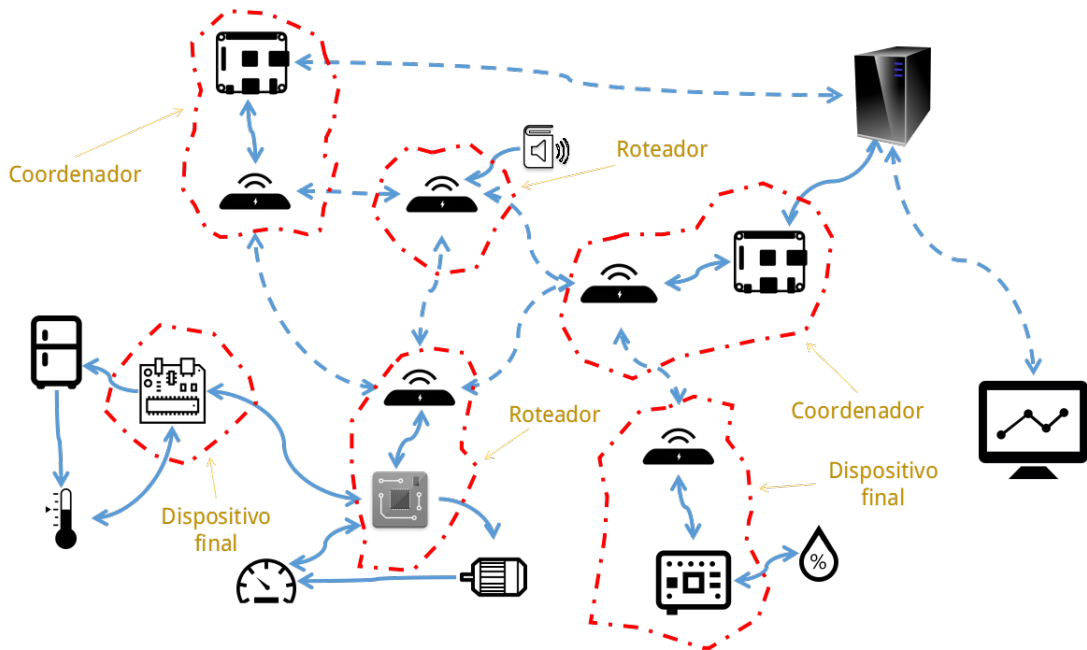 Coordenador
Roteador
Coordenador
Roteador
Dispositivo
final
Dispositivo
final
%